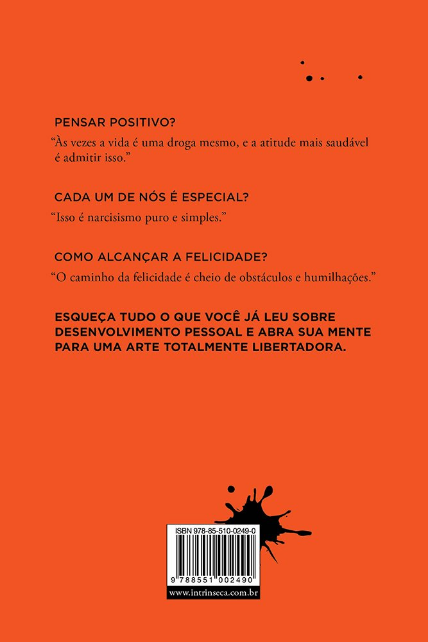 PENSAR POSITIVO?
“Às vezes a vida é uma droga mesmo, e a atitude mais saudável
é admitir isso.”
CADA UM DE NÓS É ESPECIAL?
“Isso é narcisismo puro e simples.”
COMO ALCANÇAR A FELICIDADE?
“O caminho da felicidade é cheio de obstáculos e humilhações.”
ESQUEÇA TUDO O QUE VOCÊ JÁ LEU SOBRE
DESENVOLVIMENTO PESSOAL E ABRA SUA MENTE
PARA UMA ARTE TOTALMENTE LIBERTADORA.
ISBN 978-85-510-0249-0
9 788551 002490
www.intrinseca.com.br